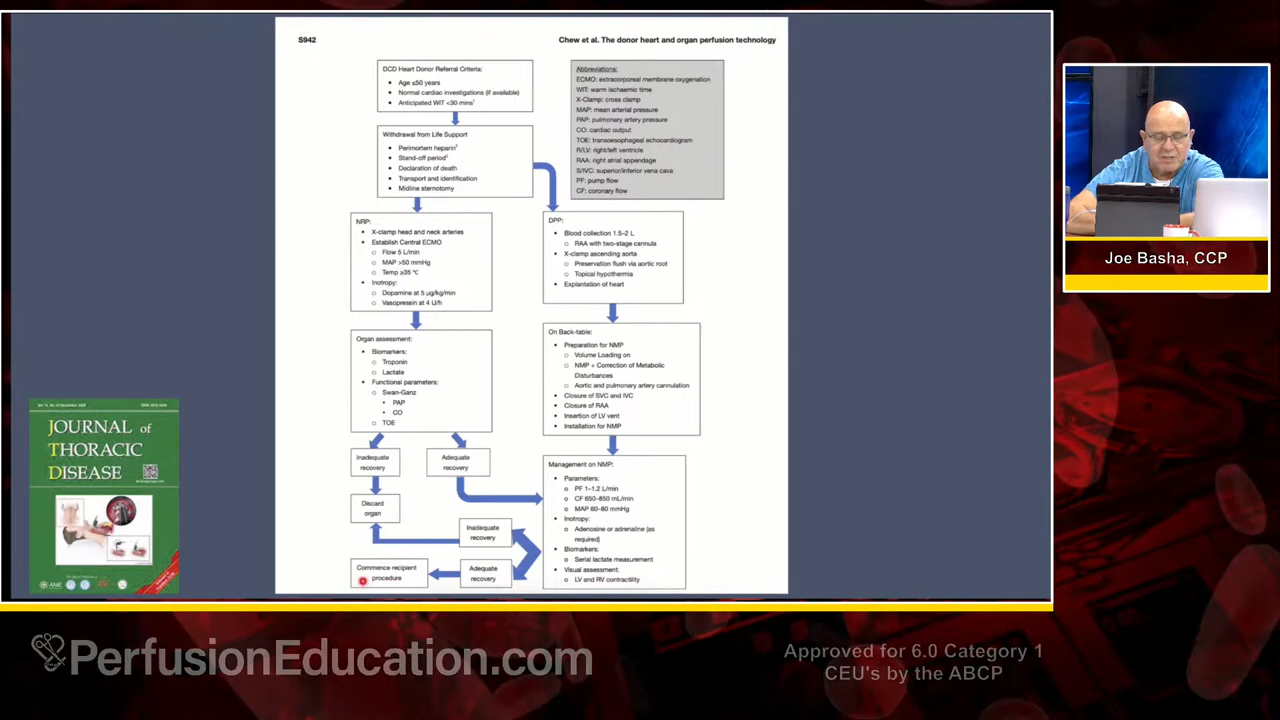 S942
Chew et al. The donor heart and organ perfusion technology
DCD Heart Donor Referral Criteria:
• Age ≤50 years
• Normal cardiac investigations (if available)
• Anticipated WIT <30 mins
Abbreviations:
ECMO: extracorporeal membrane oxygenation
WIT: warm ischaemic time
X-Clamp: cross clamp
MAP: mean arterial pressure
PAP: pulmonary artery pressure
CO: cardiac output
TOE: transoesophageal echocardiogram
R/LV: right/left ventricle
RAA: right atrial appendage
S/IVC: superior/inferior vena cava
PF: pump flow
CF: coronary flow
Withdrawal from Life Support
• Perimortem heparin
• Stand-off period
• Declaration of death
• Transport and identification
• Midline sternotomy
NRP:
• X-clamp head and neck arteries
• Establish Central ECMO
○ Flow 5 L/min
○ MAP >50 mmHg
○ Temp ≥35 °C
• Inotropy:
○ Dopamine at 5 µg/kg/min
○ Vasopressin at 4 U/h
DPP:
• Blood collection 1.5–2 L
○ RAA with two-stage cannula
• X-clamp ascending aorta
○ Preservation flush via aortic root
○ Topical hypothermia
• Explantation of heart
Organ assessment:
• Biomarkers:
○ Troponin
○ Lactate
• Functional parameters:
○ Swan-Ganz
• PAP
• CO
○ TOE
On Back-table:
• Preparation for NMP
○ Volume Loading on
○ NMP + Correction of Metabolic
Disturbances
○ Aortic and pulmonary artery cannulation
• Closure of SVC and IVC
• Closure of RAA
• Insertion of LV vent
• Installation for NMP
Inadequate
recovery
Adequate
recovery
Discard
organ
Inadequate
recovery
Commence recipient
procedure
Adequate
recovery
Management on NMP:
• Parameters:
○ PF 1–1.2 L/min
○ CF 650–850 mL/min
○ MAP 60–80 mmHg
• Inotropy:
○ Adenosine or adrenaline (as
required)
• Biomarkers:
○ Serial lactate measurement
• Visual assessment:
○ LV and RV contractility
JOURNAL of
THORACIC
DISEASE
AME
Joe Basha, CCP
PerfusionEducation.com
Approved for 6.0 Category 1
CEU's by the ABCP